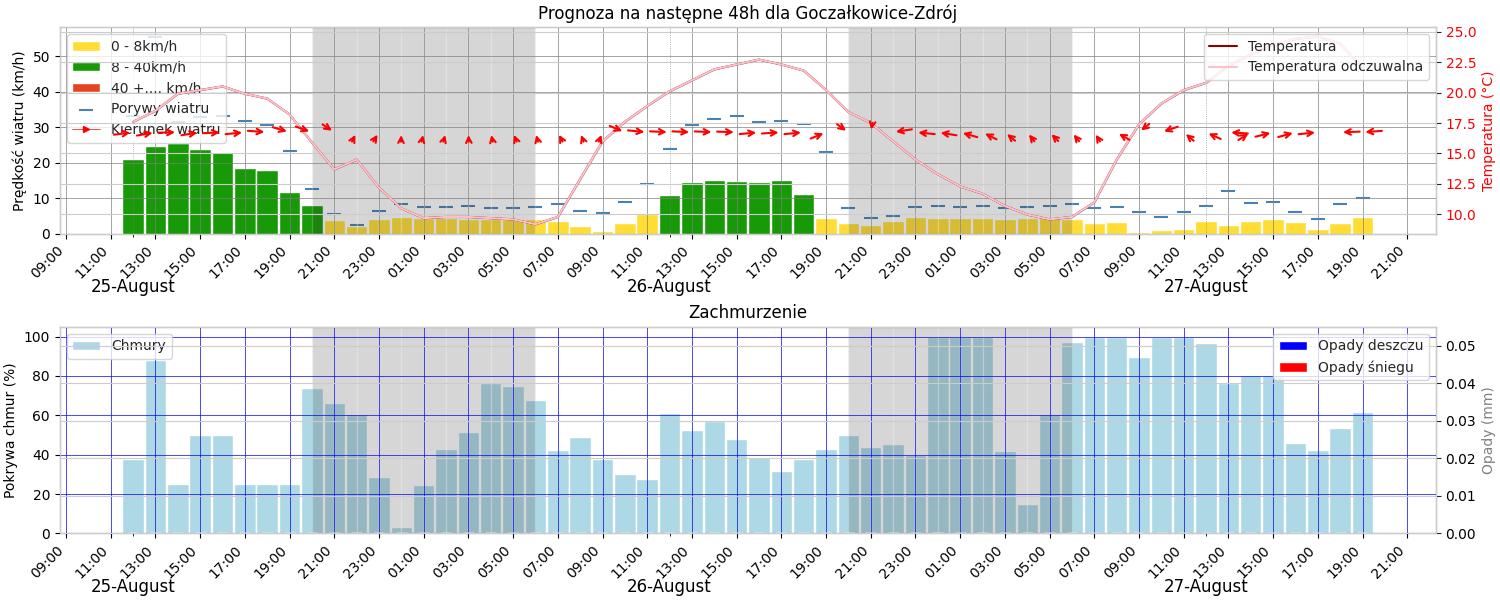 Prognoza na następne 48h dla Goczałkowice-Zdrój
Prędkość wiatru (km/h)
50
40
30
20
10
0
0 - 8km/h
8 - 40km/h
40 +.... km/h
Porywy wiatru
Kierunek wiatru
Temperatura
Temperatura odczuwalna
25.0
22.5
20.0
17.5
15.0
12.5
10.0
Temperatura (°C)
09:00 11:00 13:00 15:00 17:00 19:00 21:00 23:00 01:00 03:00 05:00 07:00 09:00 11:00 13:00 15:00 17:00 19:00 21:00 23:00 01:00 03:00 05:00 07:00 09:00 11:00 13:00 15:00 17:00 19:00 21:00
25-August 26-August 27-August
Zachmurzenie
Pokrywa chmur (%)
100
80
60
40
20
0
Chmury
Opady deszczu
Opady śniegu
0.05
0.04
0.03
0.02
0.01
0.00
Opady (mm)
09:00 11:00 13:00 15:00 17:00 19:00 21:00 23:00 01:00 03:00 05:00 07:00 09:00 11:00 13:00 15:00 17:00 19:00 21:00 23:00 01:00 03:00 05:00 07:00 09:00 11:00 13:00 15:00 17:00 19:00 21:00
25-August 26-August 27-August